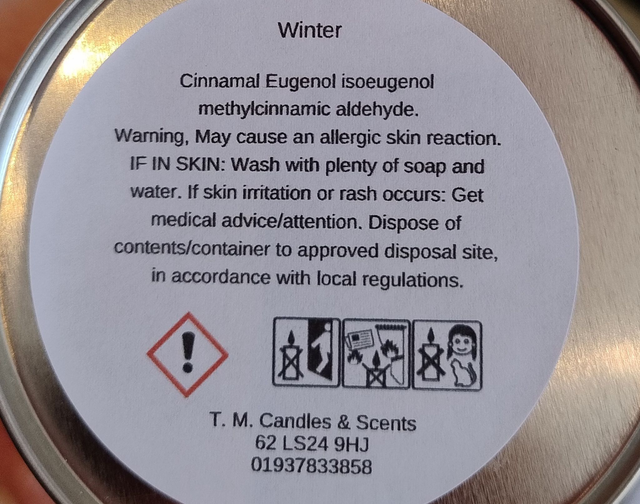 Winter
Cinnamal Eugenol isoeugenol
methylcinnamic aldehyde.
Warning, May cause an allergic skin reaction.
IF IN SKIN: Wash with plenty of soap and
water. If skin irritation or rash occurs: Get
medical advice/attention. Dispose of
contents/container to approved disposal site,
in accordance with local regulations.
T. M. Candles & Scents
62 LS24 9HJ
01937833858